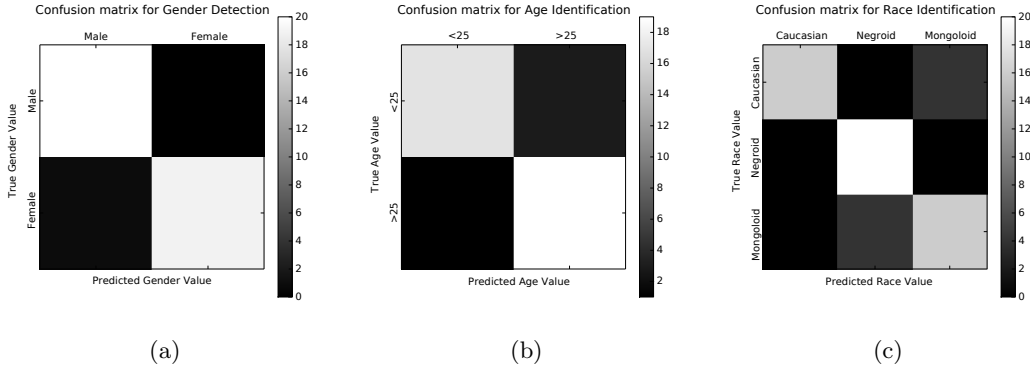 Confusion matrix for Gender Detection
Male Female
True Gender Value
Male
Female
Predicted Gender Value
20
18
16
14
12
10
8
6
4
2
0
(a)
Confusion matrix for Age Identification
<25 >25
True Age Value
<25
>25
Predicted Age Value
18
16
14
12
10
8
6
4
2
(b)
Confusion matrix for Race Identification
Caucasian Negroid Mongoloid
True Race Value
Caucasian
Negroid
Mongoloid
Predicted Race Value
20
18
16
14
12
10
8
6
4
2
0
(c)